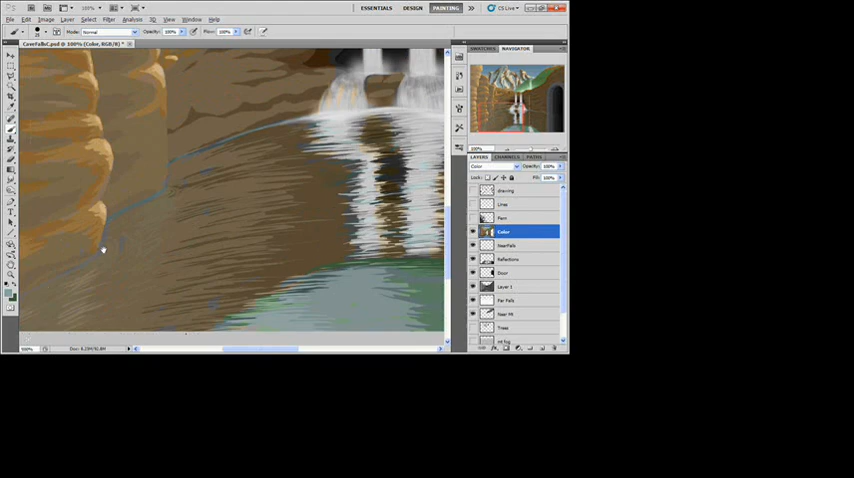 Ps 100% ESSENTIALS DESIGN PAINTING CS Live
File Edit Image Layer Select Filter Analysis 3D View Window Help
Mode: Normal Opacity: 100% Flow: 100%
CaveFallsC.psd @ 100% (Color, RGB/8) *
SWATCHES NAVIGATOR
100%
LAYERS CHANNELS PATHS
Color Opacity: 100%
Lock: Fill: 100%
drawing
Lines
Color
NearFalls
Reflections
Door
Layer 1
Far Falls
Near Mt
Trees
Mt fog
100%